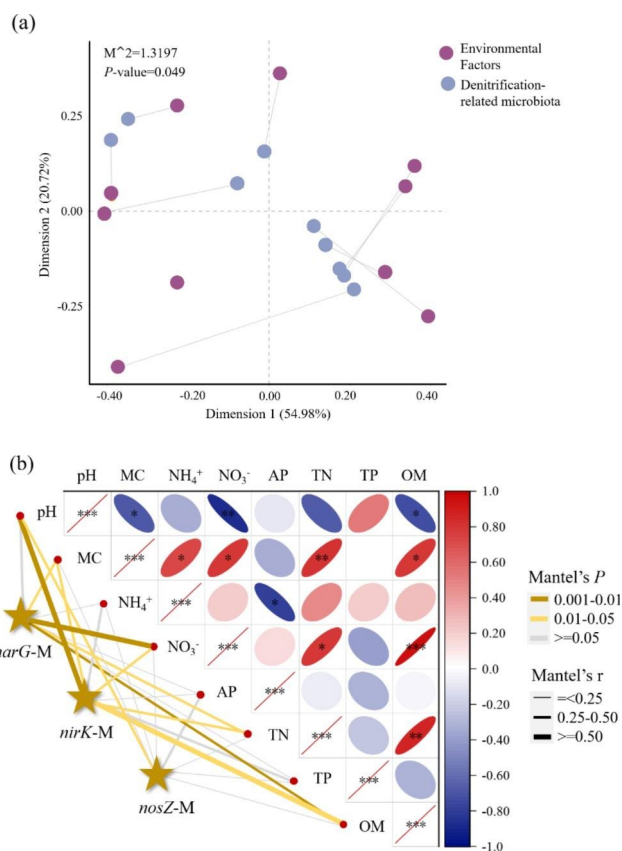 (a)
M^2=1.3197
P-value=0.049
Environmental
Factors
Denitrification-
related microbiota
Dimension 2 (20.72%)
0.25
0.00
-0.25
-0.40
-0.20
0.00
0.20
0.40
Dimension 1 (54.98%)
(b)
pH MC NH₄⁺ NO₃⁻ AP TN TP OM
pH *** * ** *
MC *** * * ** *
NH₄⁺ *** *
NO₃⁻ *** * ***
AP ***
TN *** **
TP ***
OM ***
narG-M
nirK-M
nosZ-M
1.0
0.80
0.60
0.40
0.20
0.0
-0.20
-0.40
-0.60
-0.80
-1.0
Mantel's P
0.001-0.01
0.01-0.05
>=0.05
Mantel's r
=<0.25
0.25-0.50
>=0.50